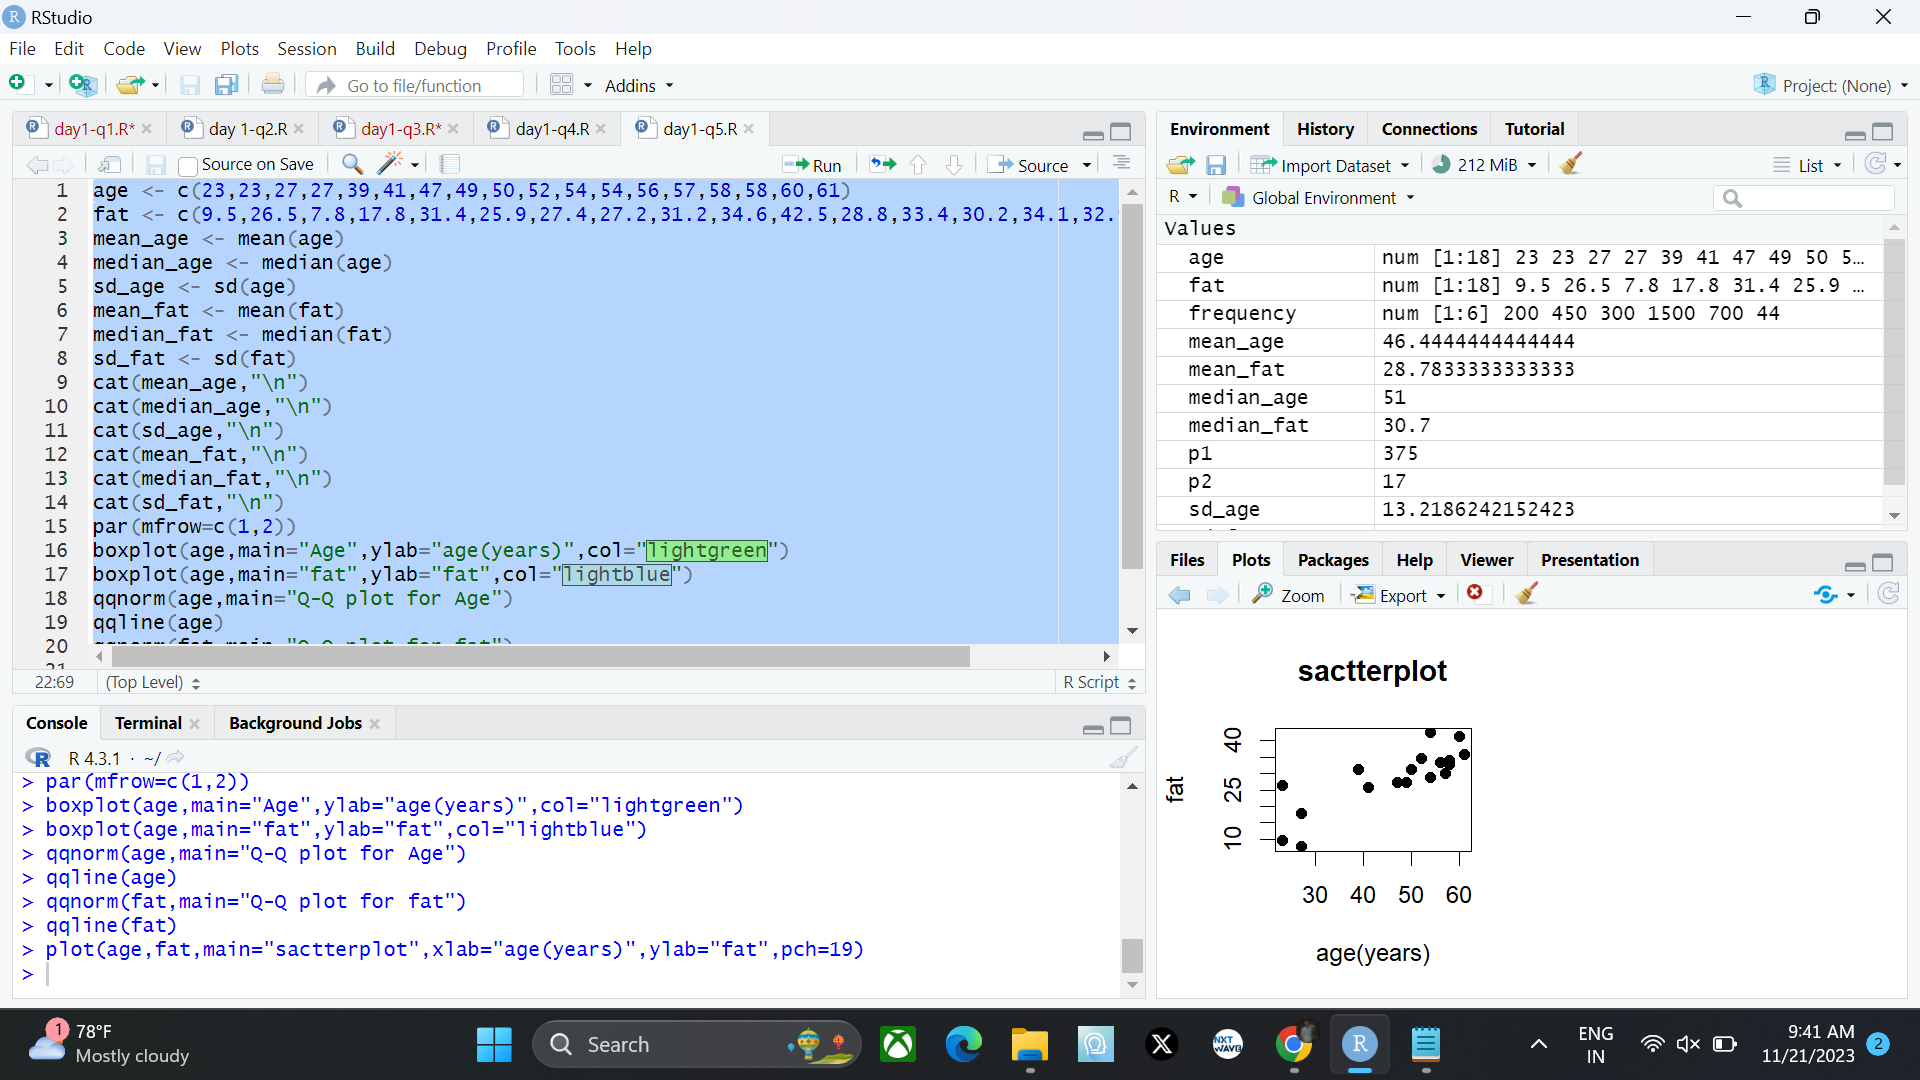 RStudio
File Edit Code View Plots Session Build Debug Profile Tools Help
Go to file/function Addins Project: (None)
day1-q1.R* day 1-q2.R day1-q3.R* day1-q4.R day1-q5.R
Source on Save Run Source
1 age <- c(23,23,27,27,39,41,47,49,50,52,54,54,56,57,58,58,60,61)
2 fat <- c(9.5,26.5,7.8,17.8,31.4,25.9,27.4,27.2,31.2,34.6,42.5,28.8,33.4,30.2,34.1,32.
3 mean_age <- mean(age)
4 median_age <- median(age)
5 sd_age <- sd(age)
6 mean_fat <- mean(fat)
7 median_fat <- median(fat)
8 sd_fat <- sd(fat)
9 cat(mean_age,"\n")
10 cat(median_age,"\n")
11 cat(sd_age,"\n")
12 cat(mean_fat,"\n")
13 cat(median_fat,"\n")
14 cat(sd_fat,"\n")
15 par(mfrow=c(1,2))
16 boxplot(age,main="Age",ylab="age(years)",col="lightgreen")
17 boxplot(age,main="fat",ylab="fat",col="lightblue")
18 qqnorm(age,main="Q-Q plot for Age")
19 qqline(age)
20 qqnorm(fat,main="Q-Q plot for fat")
21
22:69 (Top Level) R Script
Console Terminal Background Jobs
R 4.3.1 · ~/
> par(mfrow=c(1,2))
> boxplot(age,main="Age",ylab="age(years)",col="lightgreen")
> boxplot(age,main="fat",ylab="fat",col="lightblue")
> qqnorm(age,main="Q-Q plot for Age")
> qqline(age)
> qqnorm(fat,main="Q-Q plot for fat")
> qqline(fat)
> plot(age,fat,main="sactterplot",xlab="age(years)",ylab="fat",pch=19)
>
Environment History Connections Tutorial
Import Dataset 212 MiB List
R Global Environment
Values
age num [1:18] 23 23 27 27 39 41 47 49 50 5…
fat num [1:18] 9.5 26.5 7.8 17.8 31.4 25.9 …
frequency num [1:6] 200 450 300 1500 700 44
mean_age 46.4444444444444
mean_fat 28.7833333333333
median_age 51
median_fat 30.7
p1 375
p2 17
sd_age 13.2186242152423
Files Plots Packages Help Viewer Presentation
Zoom Export
sactterplot
fat
40
25
10
30 40 50 60
age(years)
1 78°F
Mostly cloudy
Search
NXT
WAVE
ENG
IN
9:41 AM
11/21/2023
2